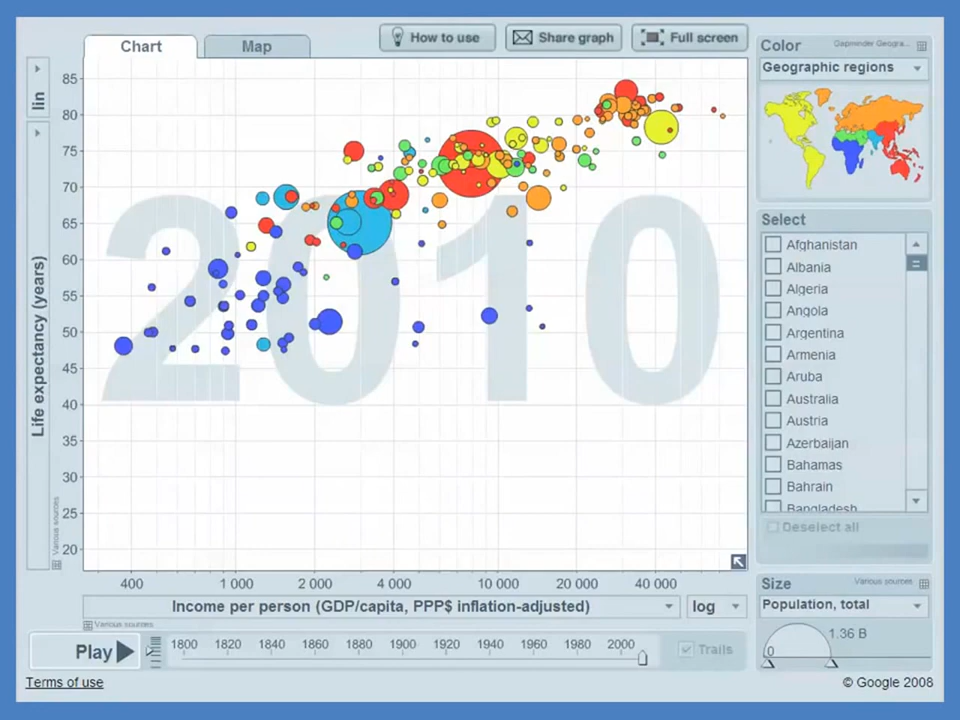 Chart
Map
How to use
Share graph
Full screen
Color
Gapminder Geogra...
Geographic regions
lin
Life expectancy (years)
Various sources
85
80
75
70
65
60
55
50
45
40
35
30
25
20
2010
400
1 000
2 000
4 000
10 000
20 000
40 000
Income per person (GDP/capita, PPP$ inflation-adjusted)
log
Various sources
Select
Afghanistan
Albania
Algeria
Angola
Argentina
Armenia
Aruba
Australia
Austria
Azerbaijan
Bahamas
Bahrain
Bangladesh
Deselect all
Size
Various sources
Population, total
1.36 B
0
Play
1800 1820 1840 1860 1880 1900 1920 1940 1960 1980 2000
Trails
Terms of use
© Google 2008